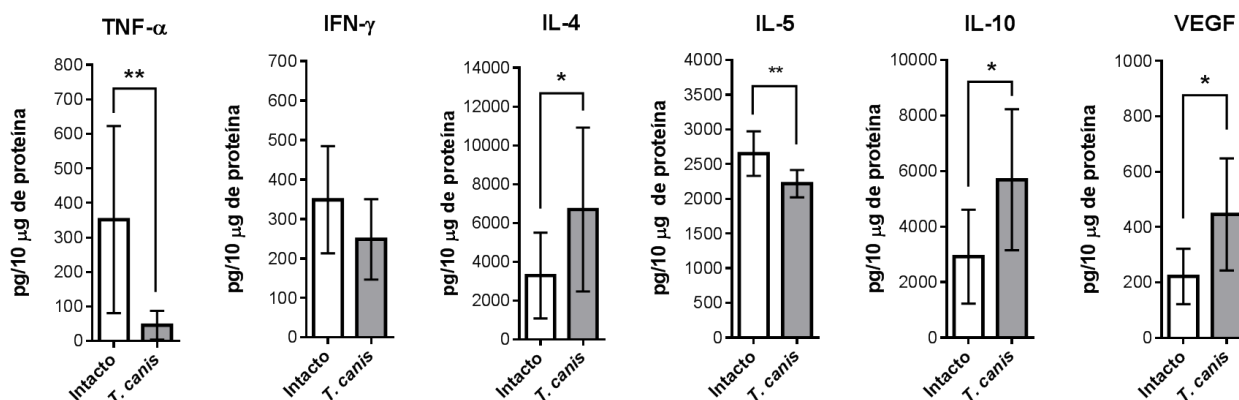 TNF-α
pg/10 μg de proteína
800
700
600
500
400
300
200
100
0
**
Intacto
T. canis
IFN-γ
pg/10 μg de proteína
700
600
500
400
300
200
100
0
Intacto
T. canis
IL-4
pg/10 μg de proteína
14000
12000
10000
8000
6000
4000
2000
0
*
Intacto
T. canis
IL-5
pg/10 μg de proteína
4000
3500
3000
2500
2000
1500
1000
500
0
**
Intacto
T. canis
IL-10
pg/10 μg de proteína
10000
8000
6000
4000
2000
0
*
Intacto
T. canis
VEGF
pg/10 μg de proteína
1000
800
600
400
200
0
*
Intacto
T. canis